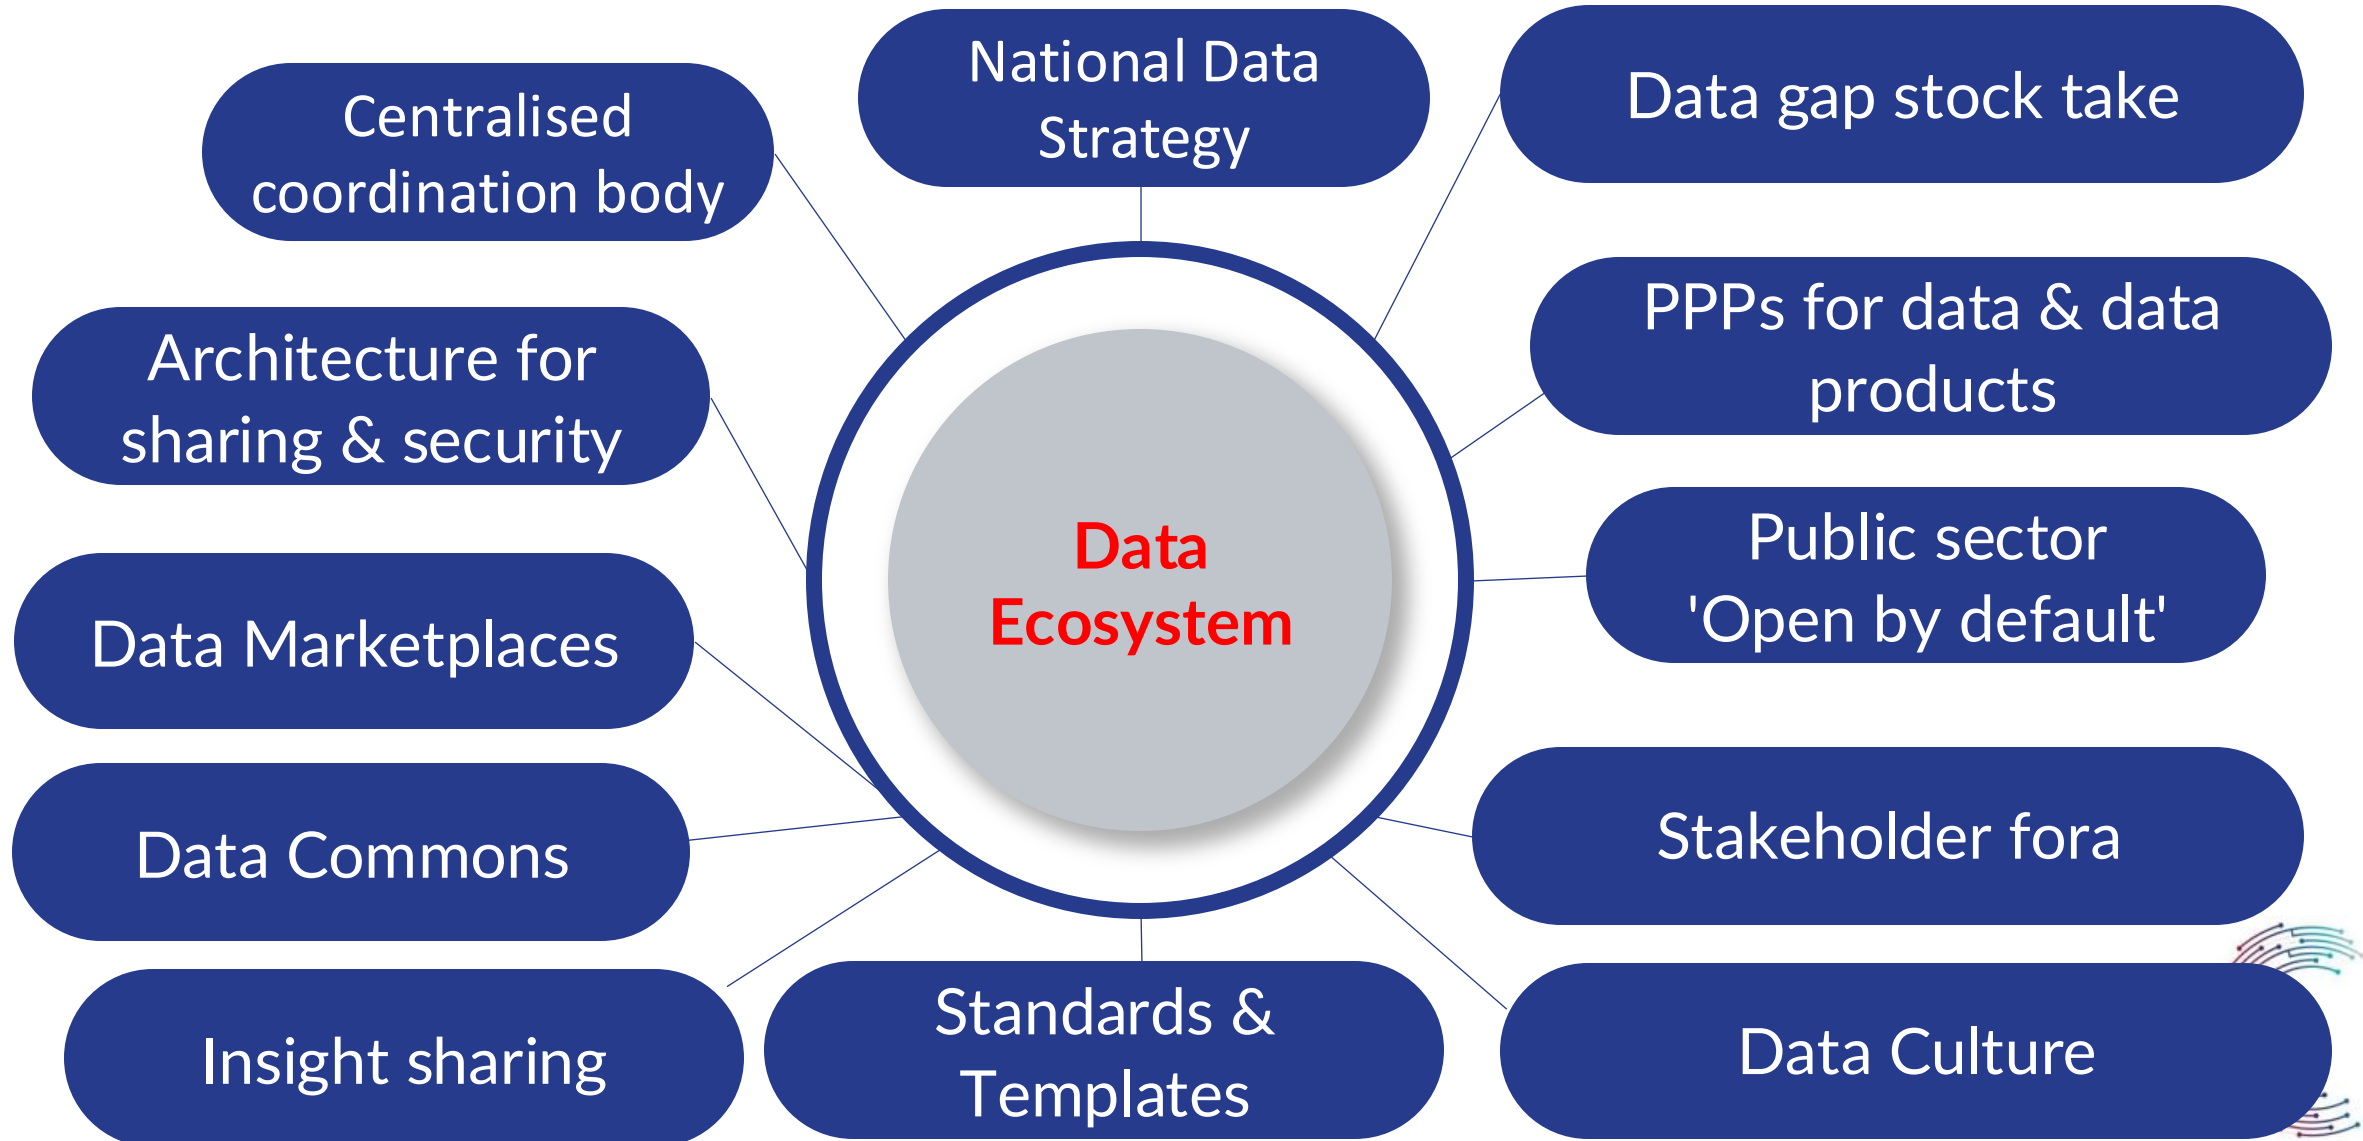 National Data
Strategy
Data gap stock take
Centralised
coordination body
PPPs for data & data
products
Architecture for
sharing & security
Public sector
'Open by default'
Data
Ecosystem
Data Marketplaces
Stakeholder fora
Data Commons
Standards &
Templates
Data Culture
Insight sharing